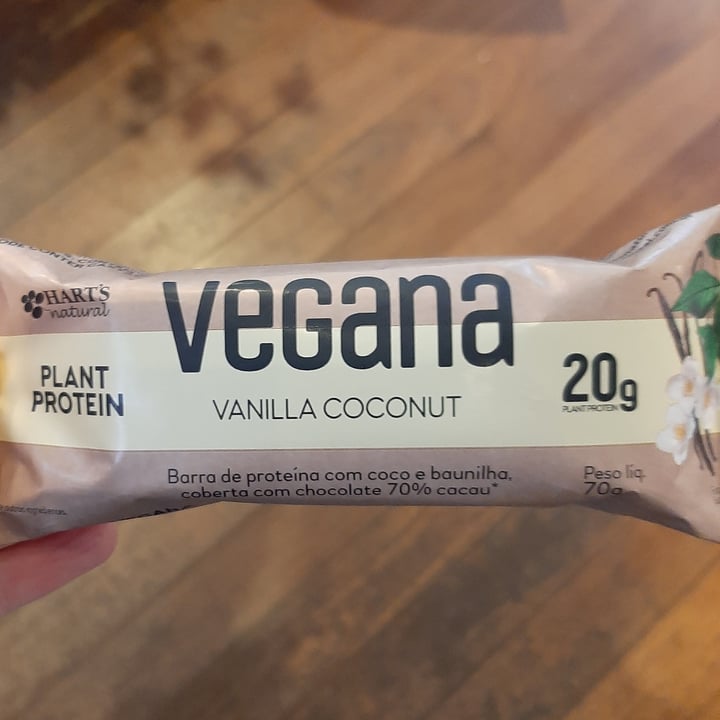 HART'S
natural
vegana
PLANT
PROTEIN
VANILLA COCONUT
20g
PLANT PROTEIN
Barra de proteína com coco e baunilha,
coberta com chocolate 70% cacau*
Peso líq.
70g